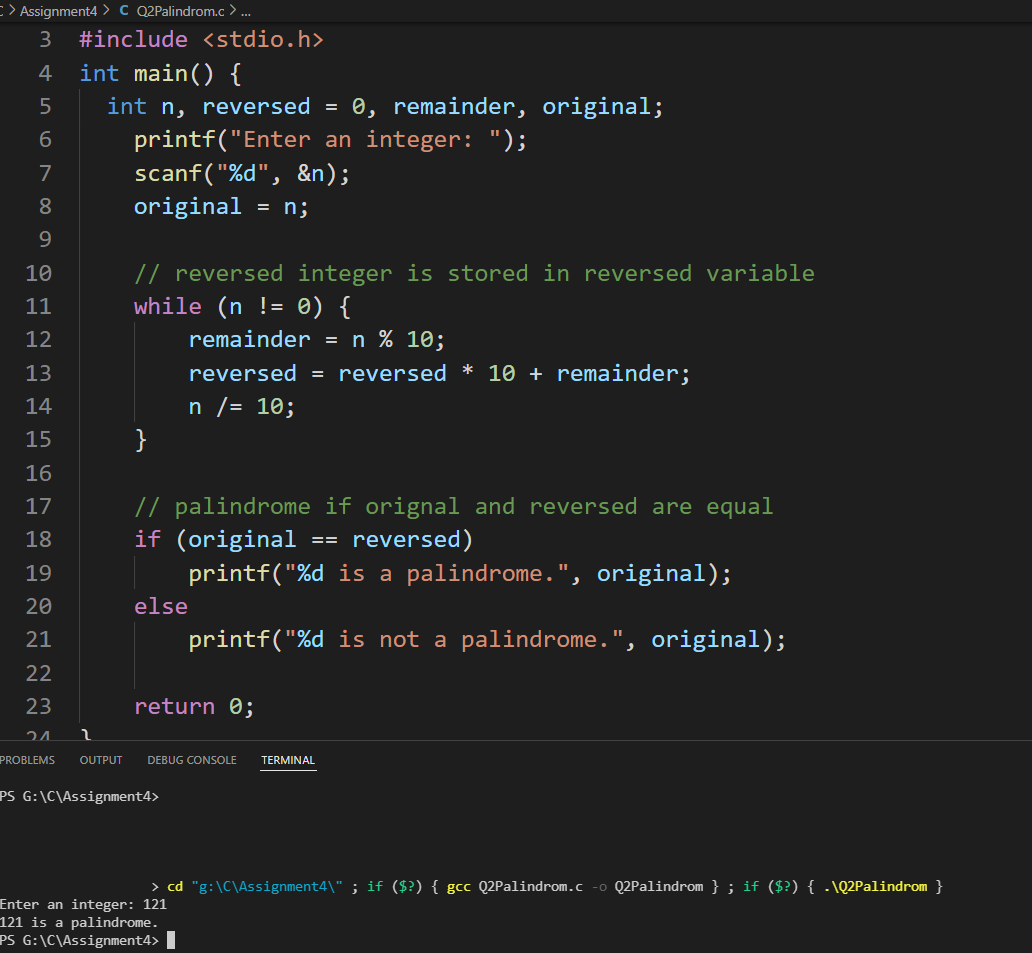 C > Assignment4 > C Q2Palindrom.c > ...
3 #include <stdio.h>
4 int main() {
5   int n, reversed = 0, remainder, original;
6     printf("Enter an integer: ");
7     scanf("%d", &n);
8     original = n;
9
10     // reversed integer is stored in reversed variable
11     while (n != 0) {
12         remainder = n % 10;
13         reversed = reversed * 10 + remainder;
14         n /= 10;
15     }
16
17     // palindrome if orignal and reversed are equal
18     if (original == reversed)
19         printf("%d is a palindrome.", original);
20     else
21         printf("%d is not a palindrome.", original);
22
23     return 0;
24 }
PROBLEMS OUTPUT DEBUG CONSOLE TERMINAL
PS G:\C\Assignment4>
> cd "g:\C\Assignment4\" ; if ($?) { gcc Q2Palindrom.c -o Q2Palindrom } ; if ($?) { .\Q2Palindrom }
Enter an integer: 121
121 is a palindrome.
PS G:\C\Assignment4>